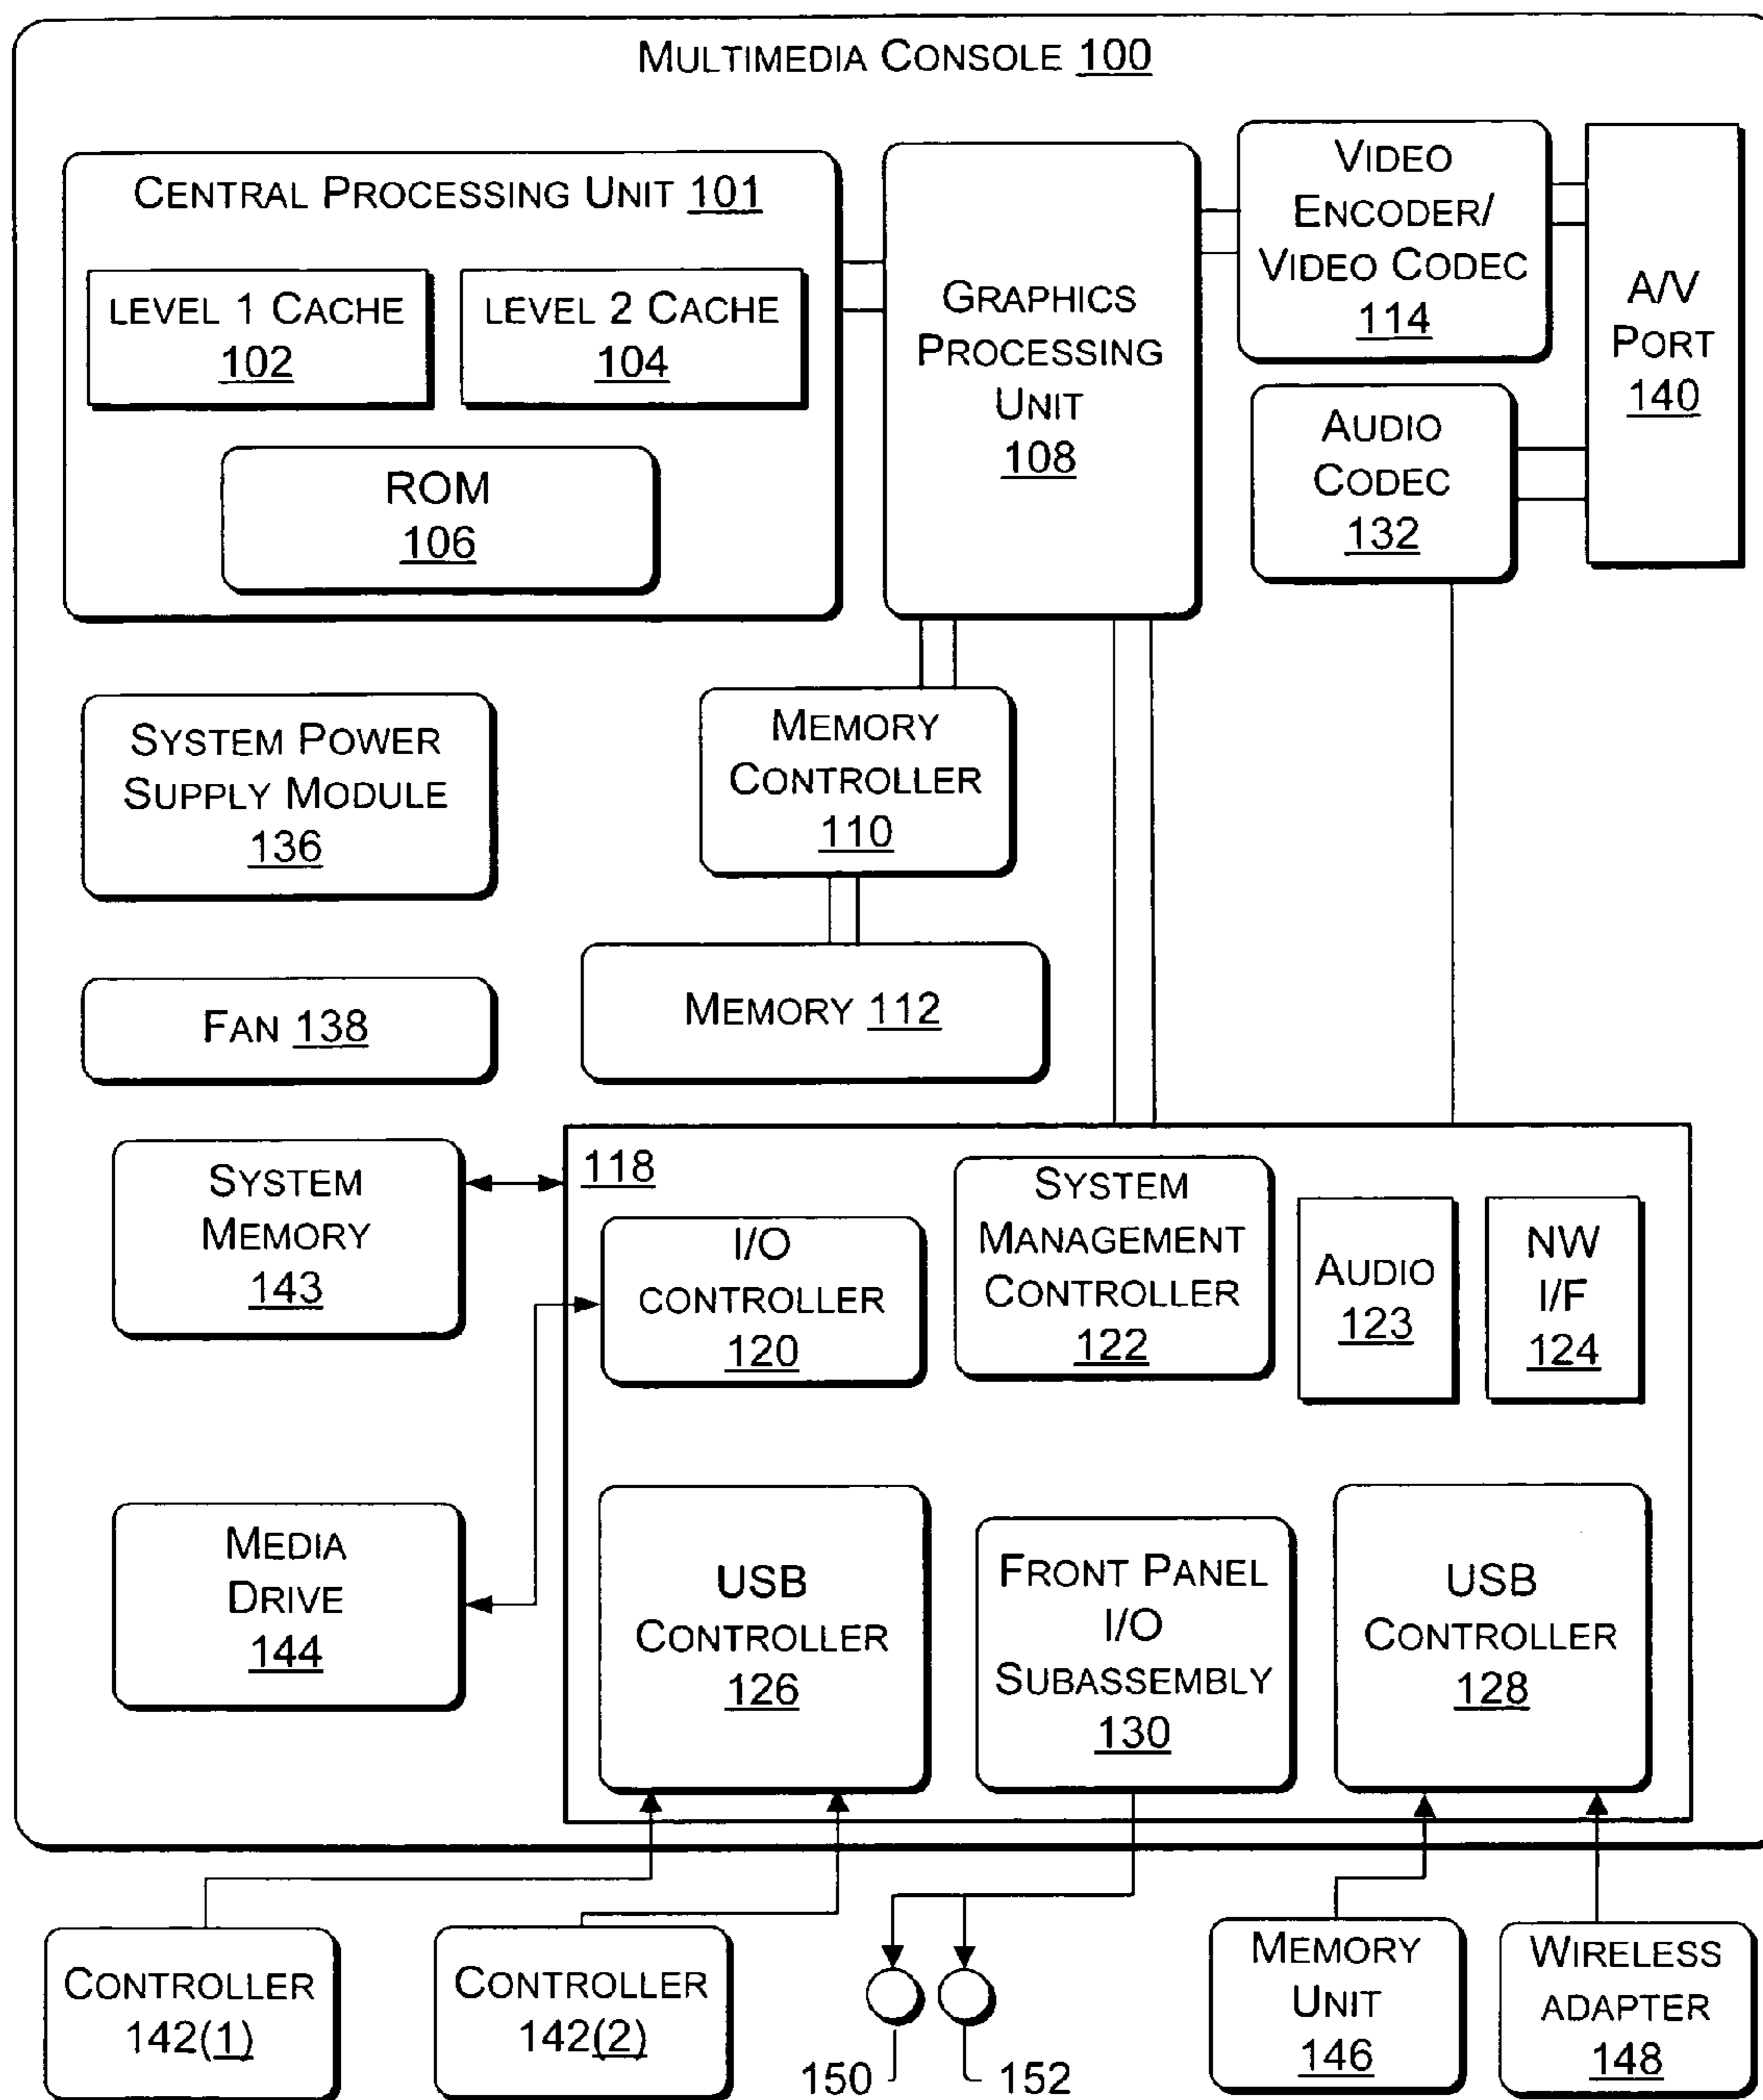 MULTIMEDIA CONSOLE 100
CENTRAL PROCESSING UNIT 101
LEVEL 1 CACHE
102
LEVEL 2 CACHE
104
ROM
106
GRAPHICS
PROCESSING
UNIT
108
VIDEO
ENCODER/
VIDEO CODEC
114
A/V
PORT
140
AUDIO
CODEC
132
SYSTEM POWER
SUPPLY MODULE
136
MEMORY
CONTROLLER
110
FAN 138
MEMORY 112
SYSTEM
MEMORY
143
118
I/O
CONTROLLER
120
SYSTEM
MANAGEMENT
CONTROLLER
122
AUDIO
123
NW
I/F
124
MEDIA
DRIVE
144
USB
CONTROLLER
126
FRONT PANEL
I/O
SUBASSEMBLY
130
USB
CONTROLLER
128
CONTROLLER
142(1)
CONTROLLER
142(2)
150
152
MEMORY
UNIT
146
WIRELESS
ADAPTER
148